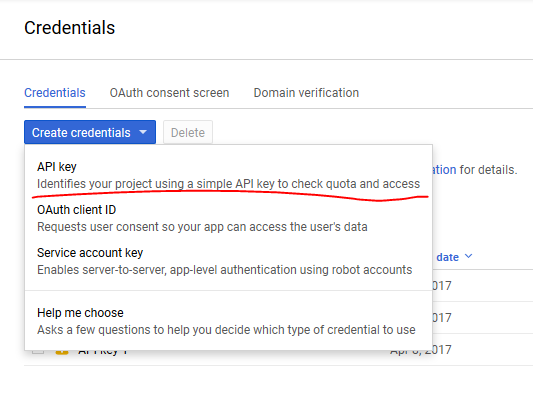 Credentials
Credentials OAuth consent screen Domain verification
Create credentials Delete
API key
Identifies your project using a simple API key to check quota and access
ation for details.
OAuth client ID
Requests user consent so your app can access the user's data
Service account key
Enables server-to-server, app-level authentication using robot accounts
date
2017
Help me choose
2017
Asks a few questions to help you decide which type of credential to use
API key 1 Apr 6, 2017